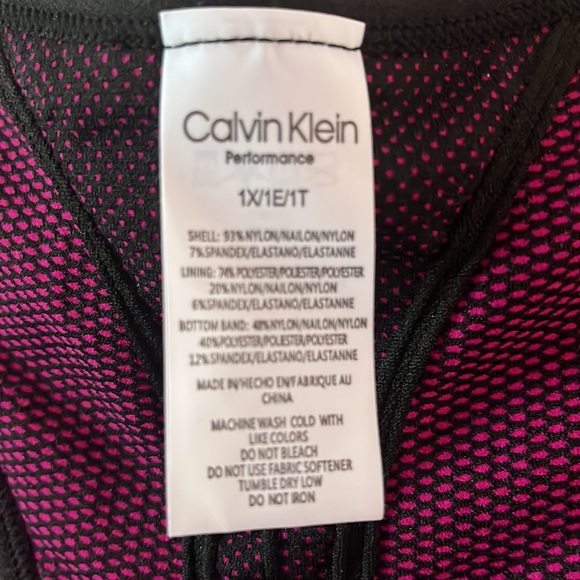 Calvin Klein
Performance
1X/1E/1T
SHELL: 93%NYLON/NAILON/NYLON
7%SPANDEX/ELASTANO/ELASTANNE
LINING: 74% POLYESTER/POLIESTER/POLYESTER
20%NYLON/NAILON/NYLON
6%SPANDEX/ELASTANO/ELASTANNE
BOTTOM BAND: 48%NYLON/NAILON/NYLON
40%POLYESTER/POLIESTER/POLYESTER
12%SPANDEX/ELASTANO/ELASTANNE
MADE IN/HECHO EN/FABRIQUE AU
CHINA
MACHINE WASH COLD WITH
LIKE COLORS
DO NOT BLEACH
DO NOT USE FABRIC SOFTENER
TUMBLE DRY LOW
DO NOT IRON